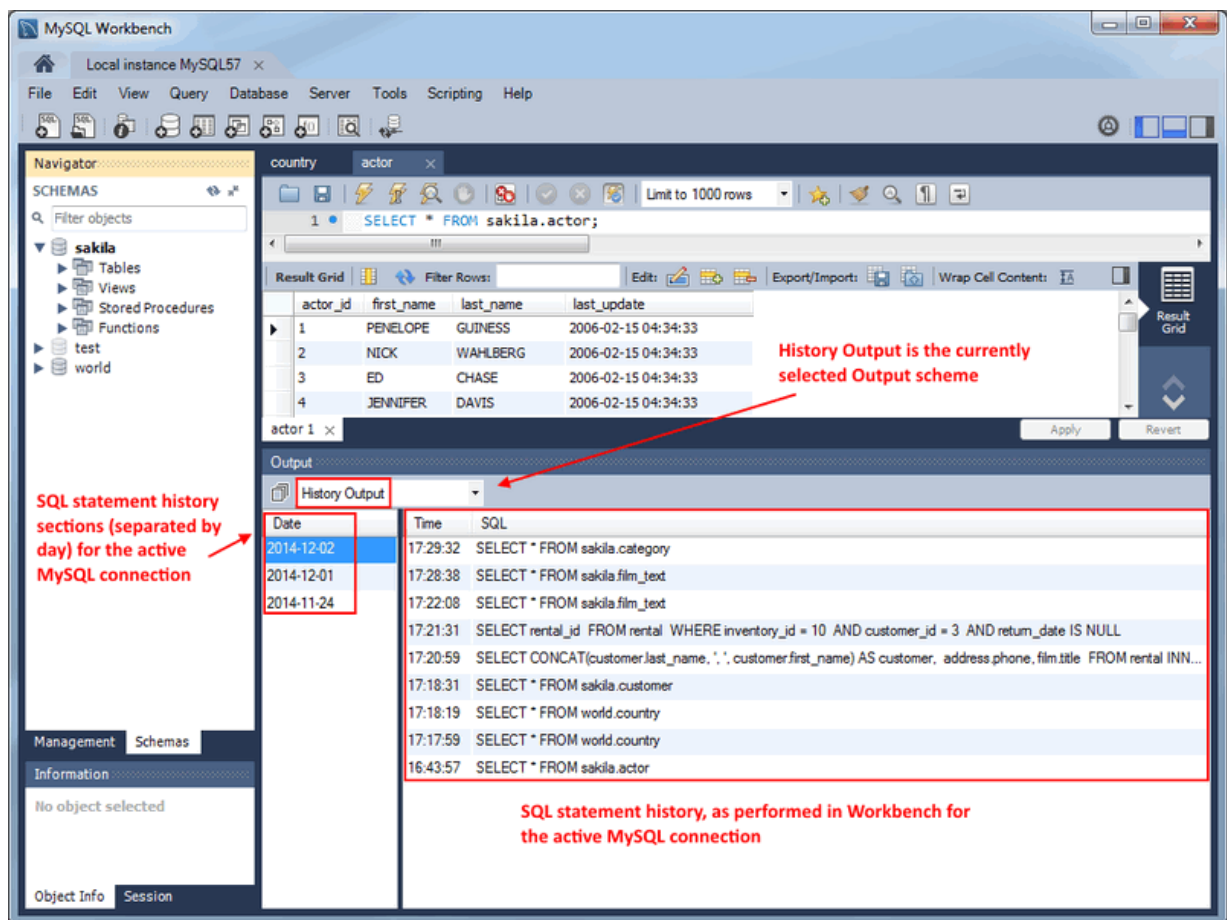 MySQL Workbench
Local instance MySQL57
File Edit View Query Database Server Tools Scripting Help
Navigator
SCHEMAS
Filter objects
sakila
Tables
Views
Stored Procedures
Functions
test
world
SQL statement history
sections (separated by
day) for the active
MySQL connection
Management Schemas
Information
No object selected
Object Info Session
country actor
Limit to 1000 rows
1 SELECT * FROM sakila.actor;
Result Grid Filter Rows: Edit: Export/Import: Wrap Cell Content:
actor_id first_name last_name last_update
1 PENELOPE GUINESS 2006-02-15 04:34:33
2 NICK WAHLBERG 2006-02-15 04:34:33
3 ED CHASE 2006-02-15 04:34:33
4 JENNIFER DAVIS 2006-02-15 04:34:33
Result
Grid
History Output is the currently
selected Output scheme
actor 1 Apply Revert
Output
History Output
Date
2014-12-02
2014-12-01
2014-11-24
Time SQL
17:29:32 SELECT * FROM sakila.category
17:28:38 SELECT * FROM sakila.film_text
17:22:08 SELECT * FROM sakila.film_text
17:21:31 SELECT rental_id FROM rental WHERE inventory_id = 10 AND customer_id = 3 AND return_date IS NULL
17:20:59 SELECT CONCAT(customer.last_name, ', ', customer.first_name) AS customer, address.phone, film.title FROM rental INN...
17:18:31 SELECT * FROM sakila.customer
17:18:19 SELECT * FROM world.country
17:17:59 SELECT * FROM world.country
16:43:57 SELECT * FROM sakila.actor
SQL statement history, as performed in Workbench for
the active MySQL connection